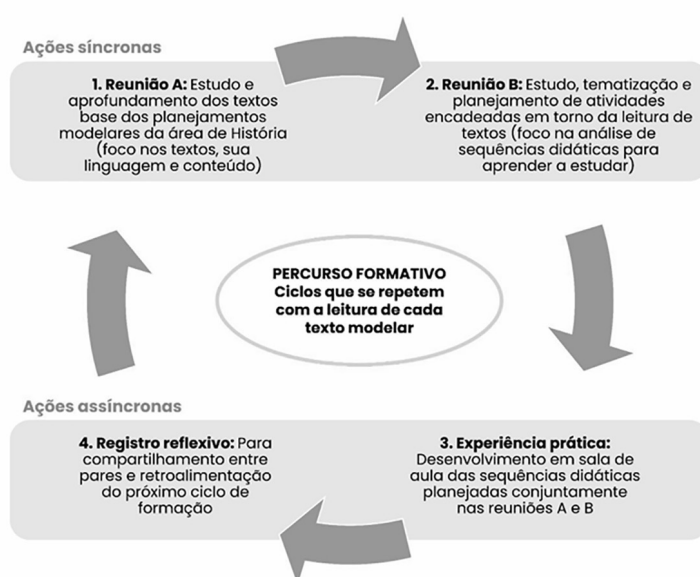 Ações síncronas
1. Reunião A: Estudo e
aprofundamento dos textos
base dos planejamentos
modelares da área de História
(foco nos textos, sua
linguagem e conteúdo)
2. Reunião B: Estudo, tematização e
planejamento de atividades
encadeadas em torno da leitura de
textos (foco na análise de
sequências didáticas para
aprender a estudar)
PERCURSO FORMATIVO
Ciclos que se repetem
com a leitura de cada
texto modelar
Ações assíncronas
4. Registro reflexivo: Para
compartilhamento entre
pares e retroalimentação
do próximo ciclo de
formação
3. Experiência prática:
Desenvolvimento em sala de
aula das sequências didáticas
planejadas conjuntamente
nas reuniões A e B